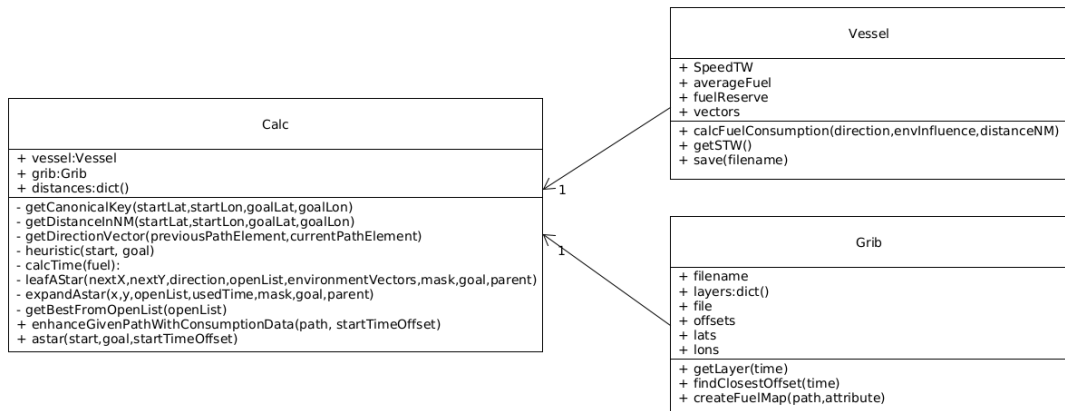 Calc
+ vessel:Vessel
+ grib:Grib
+ distances:dict()
- getCanonicalKey(startLat,startLon,goalLat,goalLon)
- getDistanceInNM(startLat,startLon,goalLat,goalLon)
- getDirectionVector(previousPathElement,currentPathElement)
- heuristic(start, goal)
- calcTime(fuel):
- leafAStar(nextX,nextY,direction,openList,environmentVectors,mask,goal,parent)
- expandAstar(x,y,openList,usedTime,mask,goal,parent)
- getBestFromOpenList(openList)
+ enhanceGivenPathWithConsumptionData(path, startTimeOffset)
+ astar(start,goal,startTimeOffset)
1
1
Vessel
+ SpeedTW
+ averageFuel
+ fuelReserve
+ vectors
+ calcFuelConsumption(direction,envInfluence,distanceNM)
+ getSTW()
+ save(filename)
Grib
+ filename
+ layers:dict()
+ file
+ offsets
+ lats
+ lons
+ getLayer(time)
+ findClosestOffset(time)
+ createFuelMap(path,attribute)